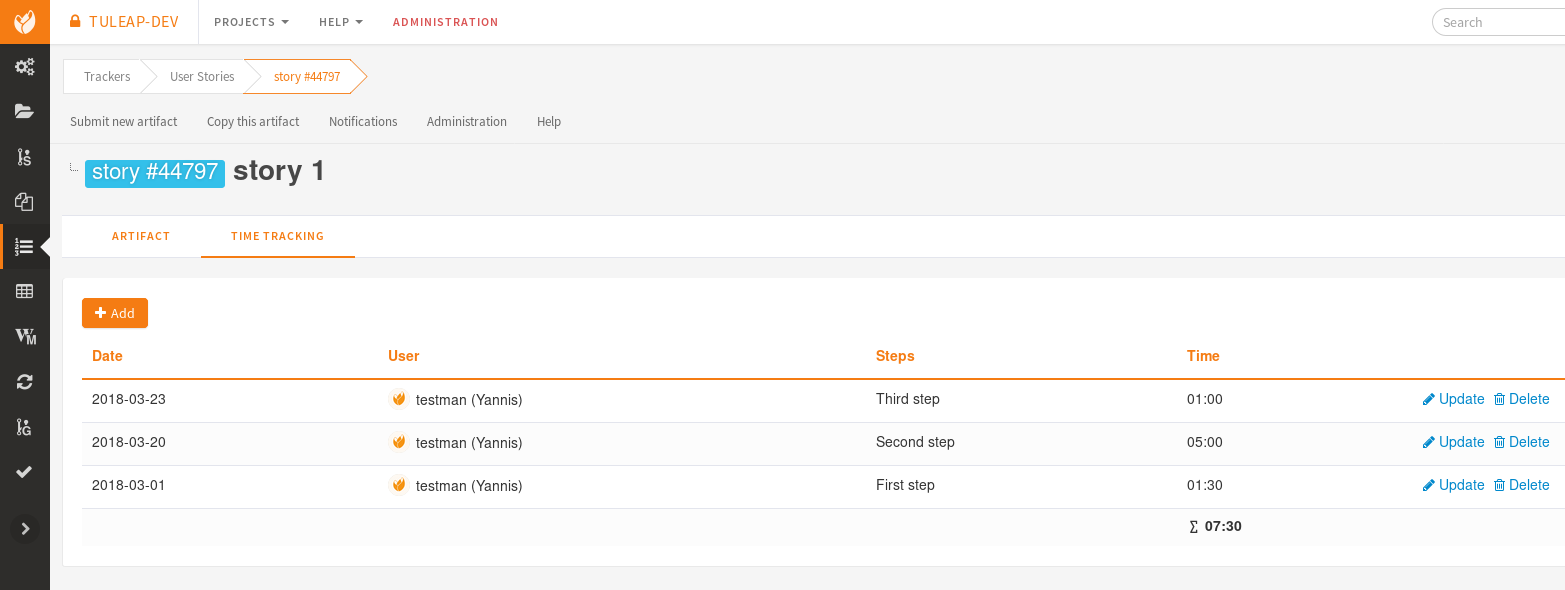 TULEAP-DEV PROJECTS HELP ADMINISTRATION Search
Trackers User Stories story #44797
Submit new artifact Copy this artifact Notifications Administration Help
story #44797 story 1
ARTIFACT TIME TRACKING
Add
Date User Steps Time
2018-03-23 testman (Yannis) Third step 01:00 Update Delete
2018-03-20 testman (Yannis) Second step 05:00 Update Delete
2018-03-01 testman (Yannis) First step 01:30 Update Delete
∑ 07:30